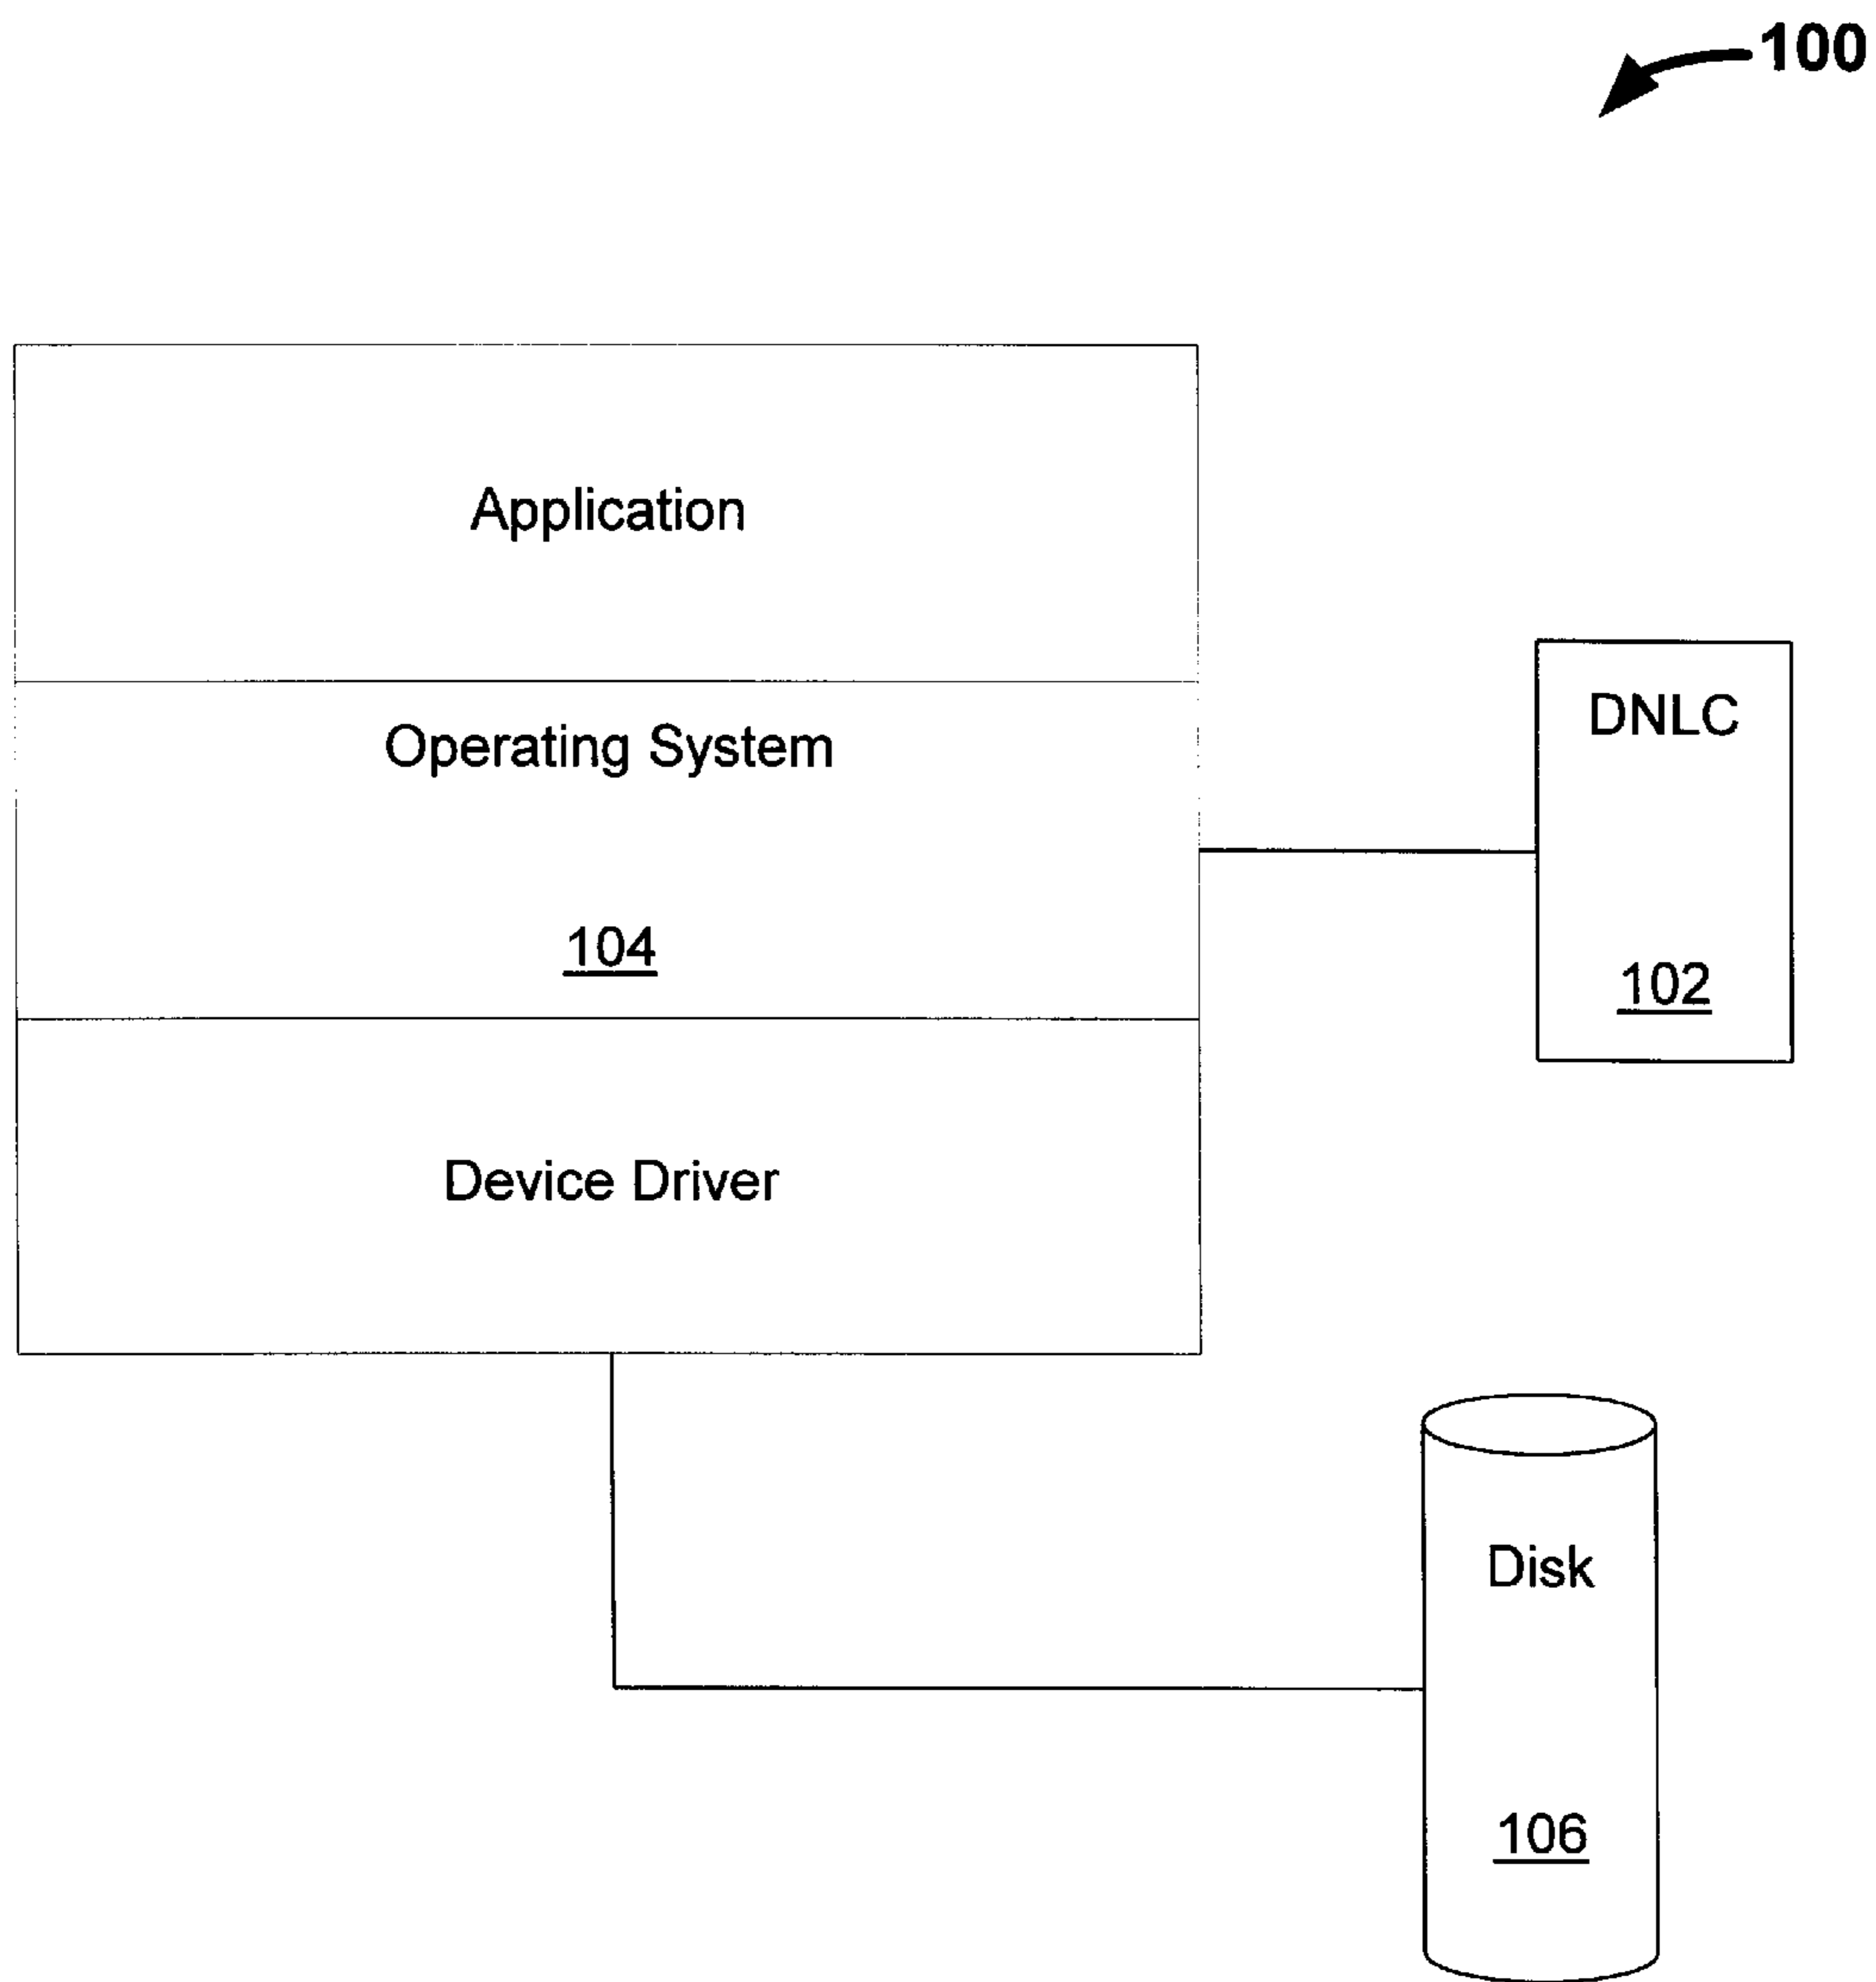 100
Application
Operating System
104
DNLC
102
Device Driver
Disk
106